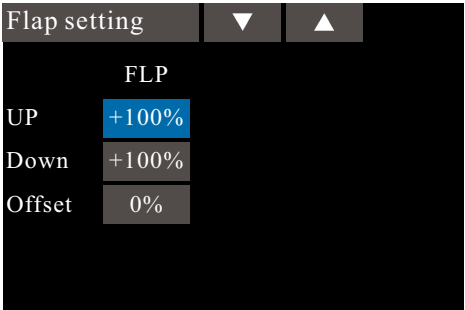 Flap setting ▼ ▲
FLP
UP +100%
Down +100%
Offset 0%